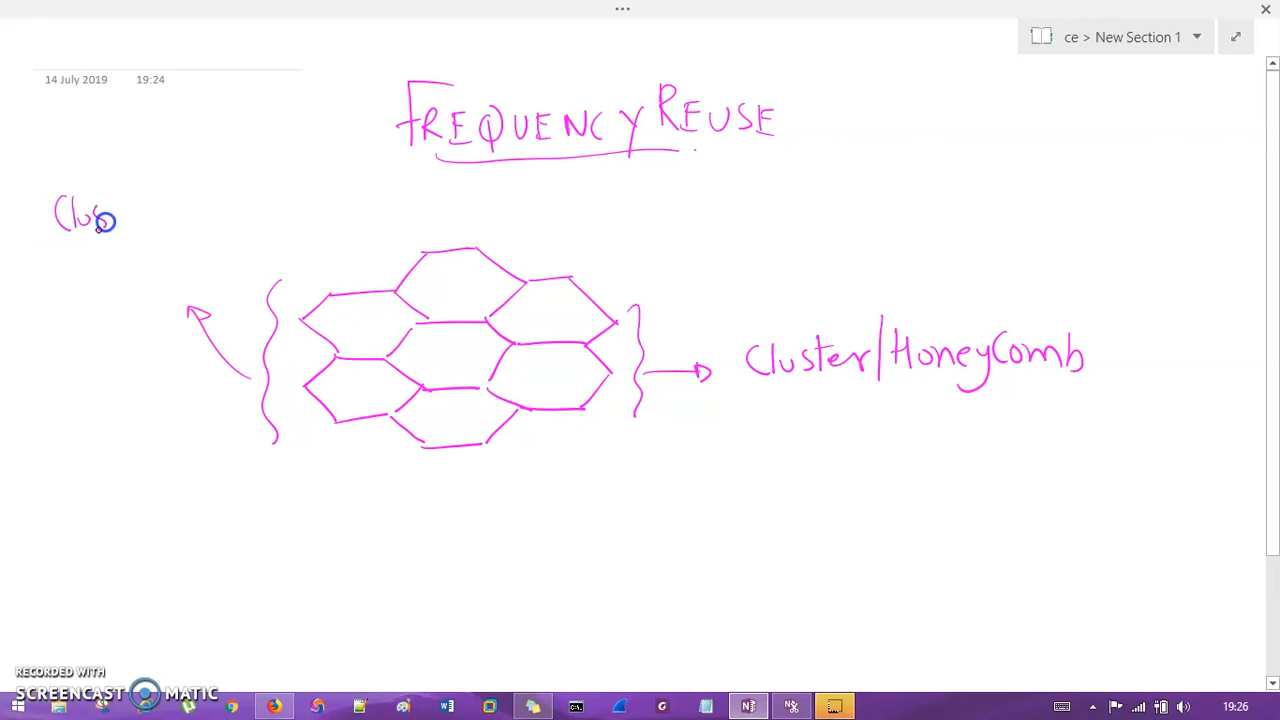 ...
ce > New Section 1
14 July 2019 19:24
FREQUENCY REUSE
Clus
Cluster/HoneyComb
RECORDED WITH
SCREENCAST MATIC
19:26